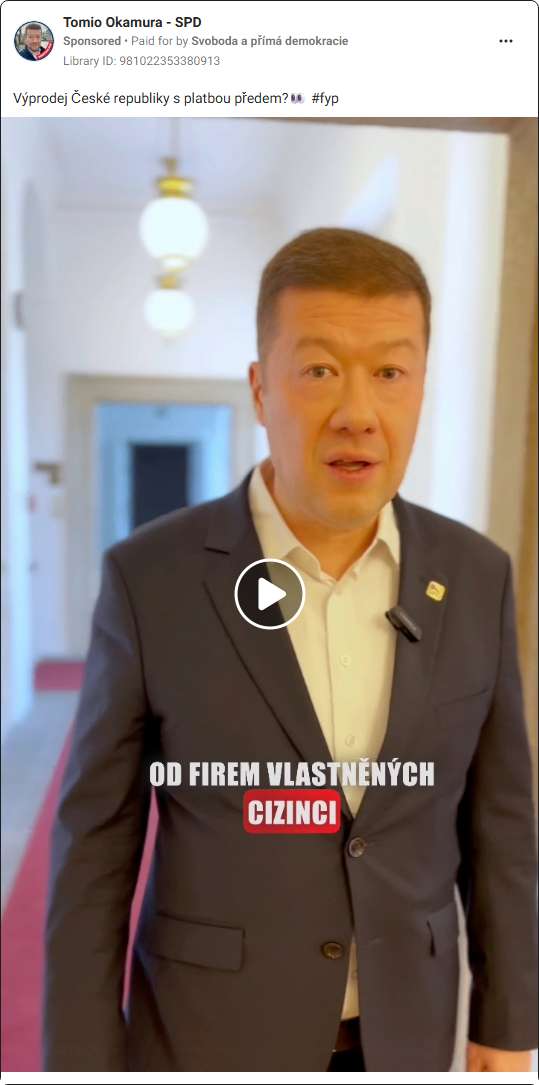 Tomio Okamura - SPD
Sponsored • Paid for by Svoboda a přímá demokracie
Library ID: 981022353380913
Výprodej České republiky s platbou předem?👀 #fyp
OD FIREM VLASTNĚNÝCH
CIZINCI